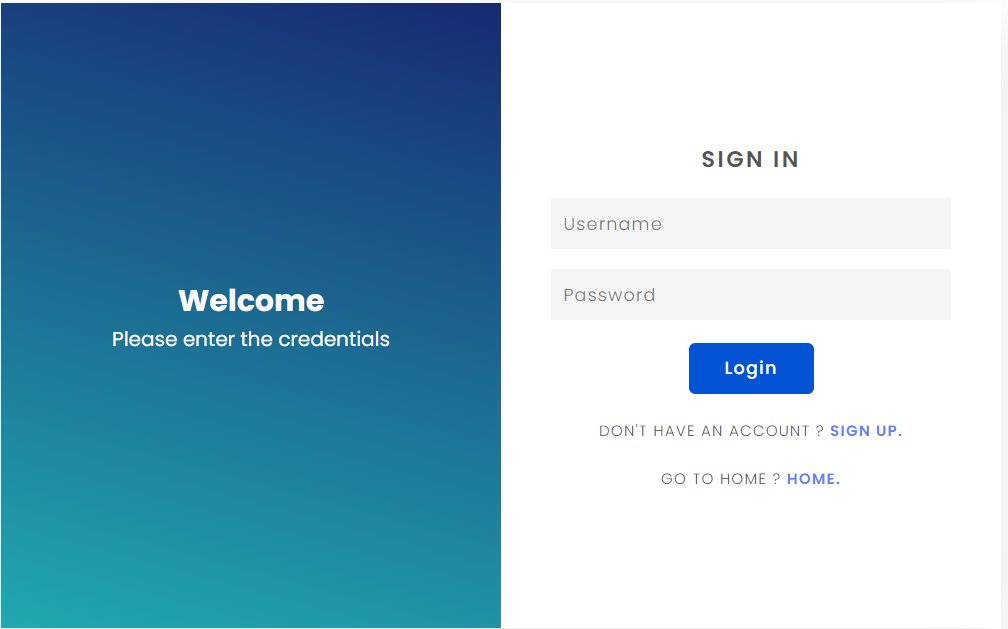 Welcome
Please enter the credentials
SIGN IN
Username
Password
Login
DON'T HAVE AN ACCOUNT ? SIGN UP.
GO TO HOME ? HOME.